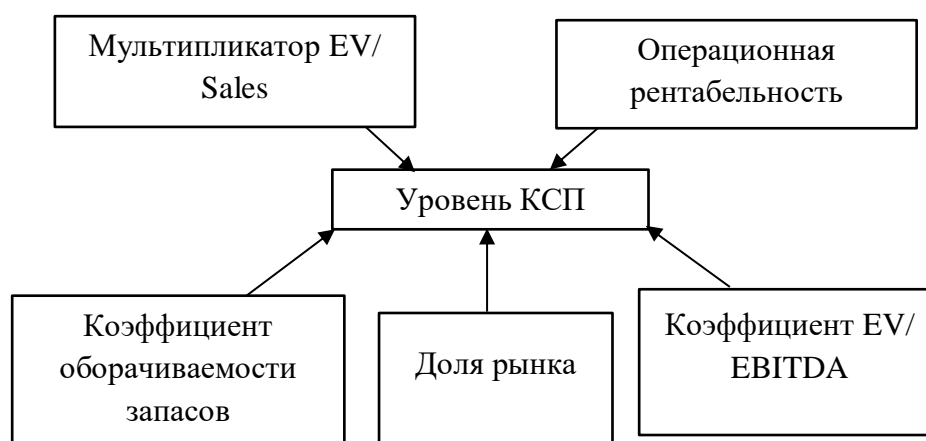 Мультипликатор EV/
Sales
Операционная
рентабельность
Уровень КСП
Коэффициент
оборачиваемости
запасов
Доля рынка
Коэффициент EV/
EBITDA